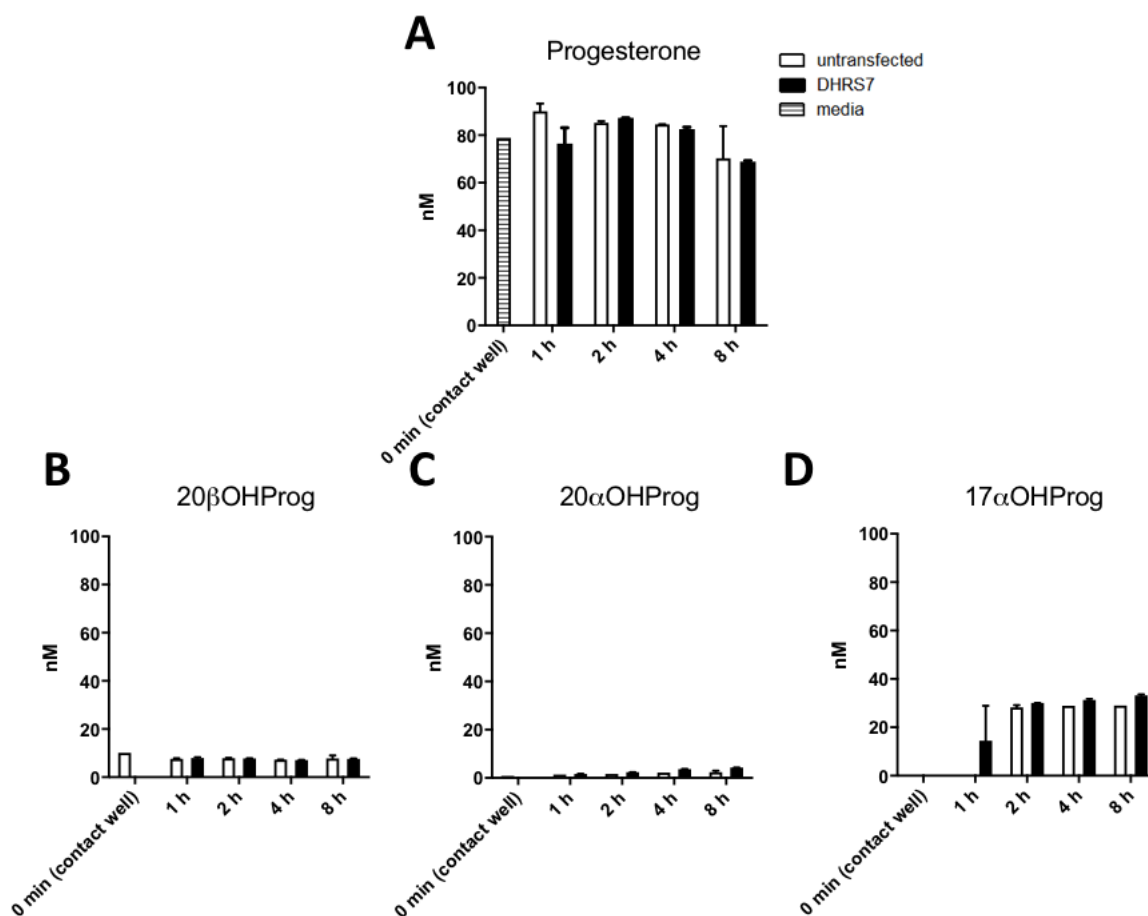 A
Progesterone
untransfected
DHRS7
media
100
80
60
40
20
0
nM
0 min (contact well)
1 h
2 h
4 h
8 h
B
20βOHProg
100
80
60
40
20
0
nM
0 min (contact well)
1 h
2 h
4 h
8 h
C
20αOHProg
100
80
60
40
20
0
nM
0 min (contact well)
1 h
2 h
4 h
8 h
D
17αOHProg
100
80
60
40
20
0
nM
0 min (contact well)
1 h
2 h
4 h
8 h